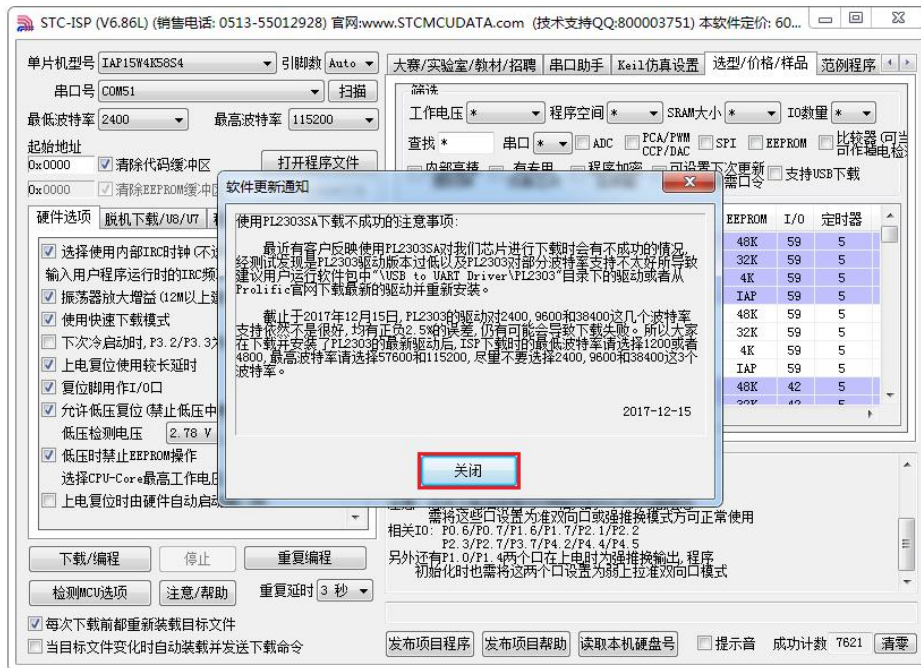 STC-ISP (V6.86L) (销售电话: 0513-55012928) 官网:www.STCMCUDATA.com (技术支持QQ:800003751) 本软件定价: 60...
单片机型号 IAP15W4K58S4 引脚数 Auto
串口号 COM51 扫描
最低波特率 2400 最高波特率 115200
起始地址
0x0000 清除代码缓冲区 打开程序文件
0x0000 清除EEPROM缓冲区
硬件选项 脱机下载/U8/U7
选择使用内部IRC时钟(不选
输入用户程序运行时的IRC频
振荡器放大增益(12M以上建
使用快速下载模式
下次冷启动时,P3.2/P3.3为
上电复位使用较长延时
复位脚用作I/O口
允许低压复位(禁止低压中
低压检测电压 2.78 V
低压时禁止EEPROM操作
选择CPU-Core最高工作电压
上电复位时由硬件自动启动
下载/编程 停止 重复编程
检测MCU选项 注意/帮助 重复延时 3 秒
每次下载前都重新装载目标文件
当目标文件变化时自动装载并发送下载命令
大赛/实验室/教材/招聘 串口助手 Keil仿真设置 选型/价格/样品 范例程序
筛选
工作电压 * 程序空间 * SRAM大小 * IO数量 *
查找 * 串口 * ADC PCA/PWM CCP/DAC SPI EEPROM 比较器(可当
可作掉电检
内部高精 有专用 程序加密 可设置下次更新
需口令 支持USB下载
EEPROM I/O 定时器
48K 59 5
32K 59 5
4K 59 5
IAP 59 5
48K 59 5
32K 59 5
4K 59 5
IAP 59 5
48K 42 5
32K 42 5
软件更新通知
使用PL2303SA下载不成功的注意事项:
最近有客户反映使用PL2303SA对我们芯片进行下载时会有不成功的情况,
经测试发现是PL2303驱动版本过低以及PL2303对部分波特率支持不太好所导致
建议用户运行软件包中"\USB to UART Driver\PL2303"目录下的驱动或者从
Prolific官网下载最新的驱动并重新安装。
截止于2017年12月15日,PL2303的驱动对2400,9600和38400这几个波特率
支持依然不是很好,均有正负2.5%的误差,仍有可能会导致下载失败。所以大家
在下载并安装了PL2303的最新驱动后,ISP下载时的最低波特率请选择1200或者
4800,最高波特率请选择57600和115200,尽量不要选择2400,9600和38400这3个
波特率。
2017-12-15
关闭
需将这些口设置为准双向口或强推挽模式方可正常使用
相关IO: P0.6/P0.7/P1.6/P1.7/P2.1/P2.2
P2.3/P2.7/P3.7/P4.2/P4.4/P4.5
另外还有P1.0/P1.4两个口在上电时为强推挽输出,程序
初始化时也需将这两个口设置为弱上拉准双向口模式
发布项目程序 发布项目帮助 读取本机硬盘号 提示音 成功计数 7621 清零